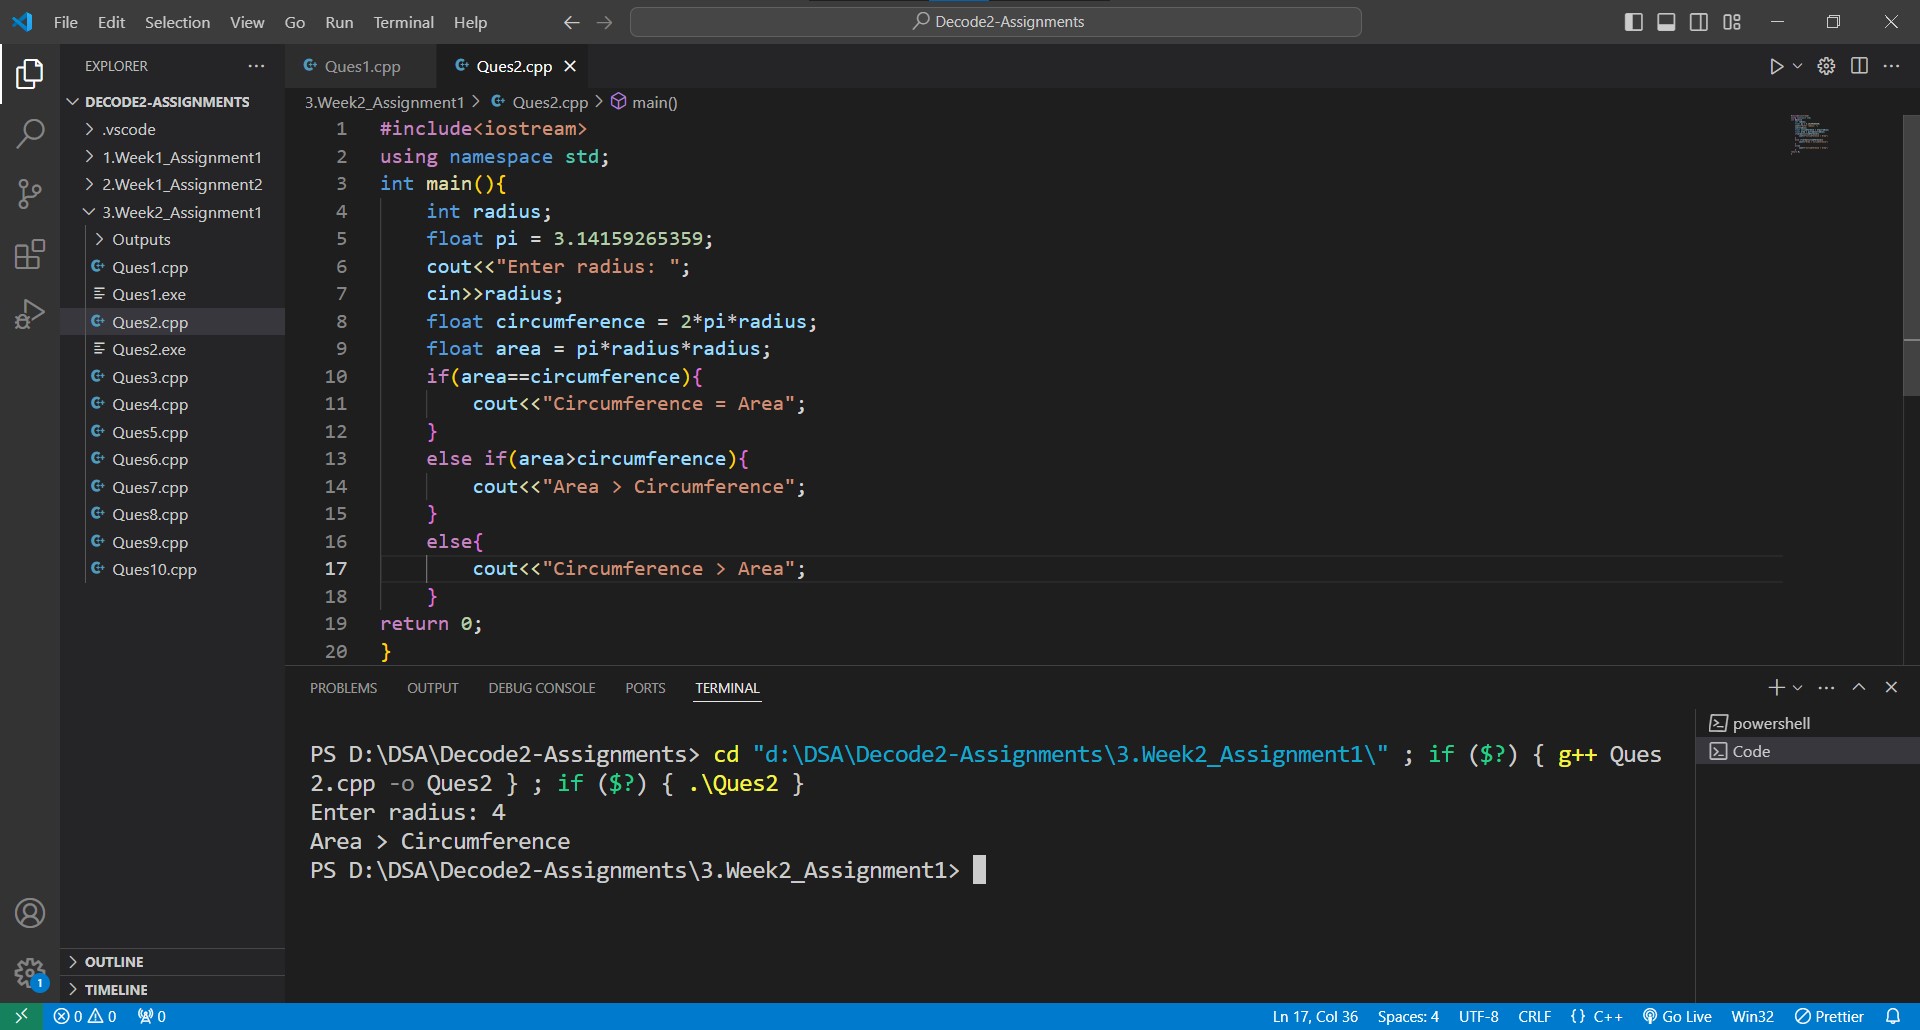 File Edit Selection View Go Run Terminal Help
Decode2-Assignments
EXPLORER
DECODE2-ASSIGNMENTS
.vscode
1.Week1_Assignment1
2.Week1_Assignment2
3.Week2_Assignment1
Outputs
Ques1.cpp
Ques1.exe
Ques2.cpp
Ques2.exe
Ques3.cpp
Ques4.cpp
Ques5.cpp
Ques6.cpp
Ques7.cpp
Ques8.cpp
Ques9.cpp
Ques10.cpp
OUTLINE
TIMELINE
1
Ques1.cpp Ques2.cpp
3.Week2_Assignment1 > Ques2.cpp > main()
1 #include<iostream>
2 using namespace std;
3 int main(){
4     int radius;
5     float pi = 3.14159265359;
6     cout<<"Enter radius: ";
7     cin>>radius;
8     float circumference = 2*pi*radius;
9     float area = pi*radius*radius;
10     if(area==circumference){
11         cout<<"Circumference = Area";
12     }
13     else if(area>circumference){
14         cout<<"Area > Circumference";
15     }
16     else{
17         cout<<"Circumference > Area";
18     }
19 return 0;
20 }
PROBLEMS OUTPUT DEBUG CONSOLE PORTS TERMINAL
PS D:\DSA\Decode2-Assignments> cd "d:\DSA\Decode2-Assignments\3.Week2_Assignment1\" ; if ($?) { g++ Ques
2.cpp -o Ques2 } ; if ($?) { .\Ques2 }
Enter radius: 4
Area > Circumference
PS D:\DSA\Decode2-Assignments\3.Week2_Assignment1>
powershell
Code
0 0 0 Ln 17, Col 36 Spaces: 4 UTF-8 CRLF {} C++ Go Live Win32 Prettier